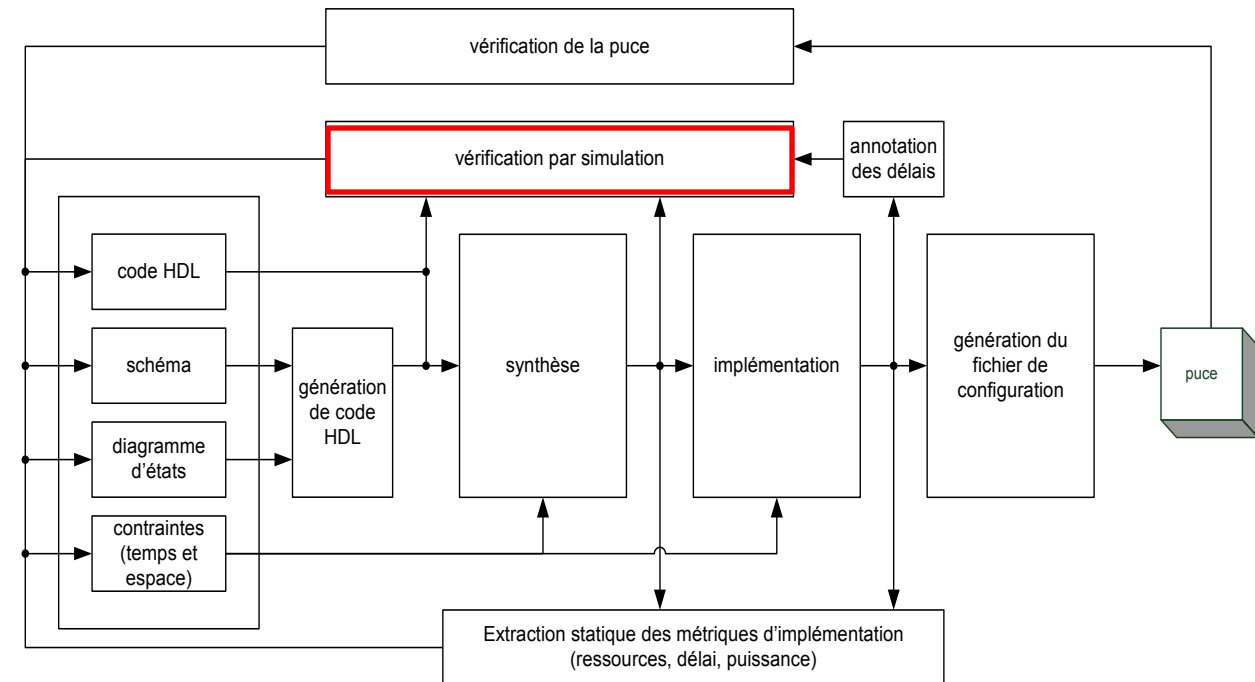 vérification de la puce
vérification par simulation
annotation
des délais
code HDL
schéma
diagramme
d'états
contraintes
(temps et
espace)
génération
de code
HDL
synthèse
implémentation
génération du
fichier de
configuration
puce
Extraction statique des métriques d'implémentation
(ressources, délai, puissance)